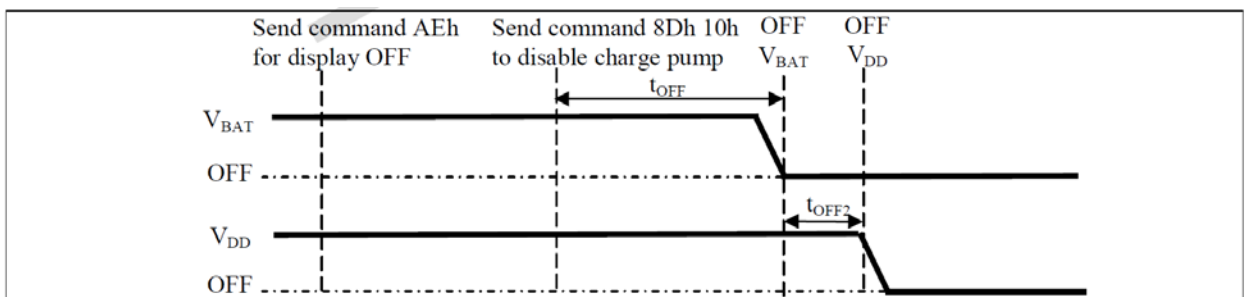 Send command AEh Send command 8Dh 10h OFF OFF
for display OFF to disable charge pump VBAT VDD
tOFF
VBAT
OFF
tOFF2
VDD
OFF